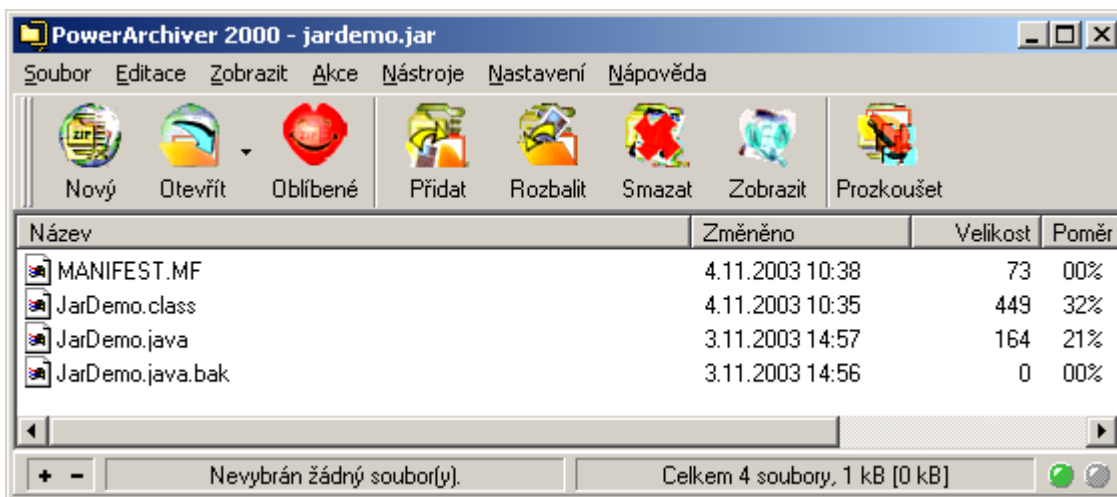 PowerArchiver 2000 - jardemo.jar
Soubor Editace Zobrazit Akce Nástroje Nastavení Nápověda
Nový Otevřít Oblíbené Přidat Rozbalit Smazat Zobrazit Prozkoušet
Název Změněno Velikost Poměr
MANIFEST.MF 4.11.2003 10:38 73 00%
JarDemo.class 4.11.2003 10:35 449 32%
JarDemo.java 3.11.2003 14:57 164 21%
JarDemo.java.bak 3.11.2003 14:56 0 00%
+ - Nevybrán žádný soubor(y). Celkem 4 soubory, 1 kB [0 kB]